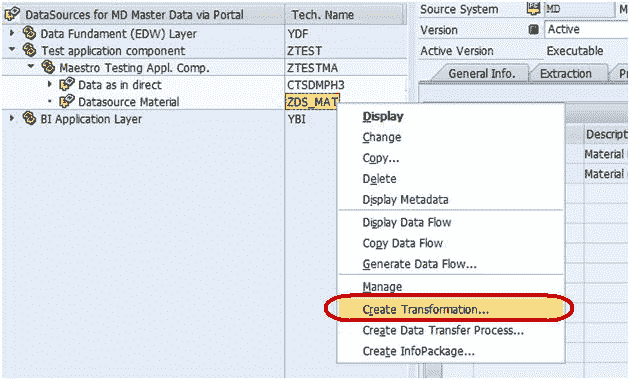 DataSources for MD Master Data via Portal
Tech. Name
Data Fundament (EDW) Layer
YDF
Test application component
ZTEST
Maestro Testing Appl. Comp.
ZTESTMA
Data as in direct
CTSDMPH3
Datasource Material
ZDS_MAT
BI Application Layer
YBI
Display
Change
Copy...
Delete
Display Metadata
Display Data Flow
Copy Data Flow
Generate Data Flow...
Manage
Create Transformation...
Create Data Transfer Process...
Create InfoPackage...
Source System
MD
M
Version
Active
Active Version
Executable
General Info.
Extraction
Descript
Material
Material